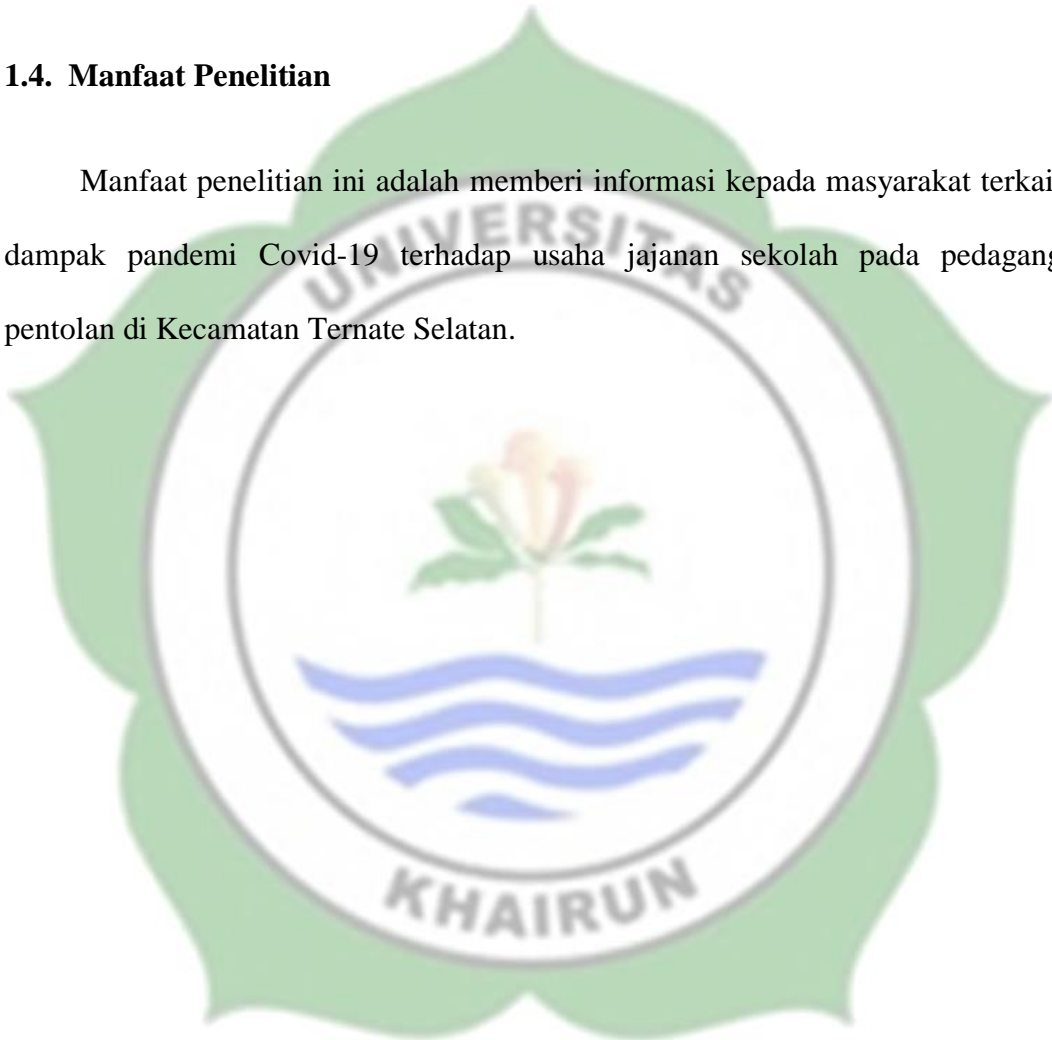 1.4. Manfaat Penelitian
Manfaat penelitian ini adalah memberi informasi kepada masyarakat terkai
dampak pandemi Covid-19 terhadap usaha jajanan sekolah pada pedagang
pentolan di Kecamatan Ternate Selatan.
UNIVERSITAS
KHAIRUN